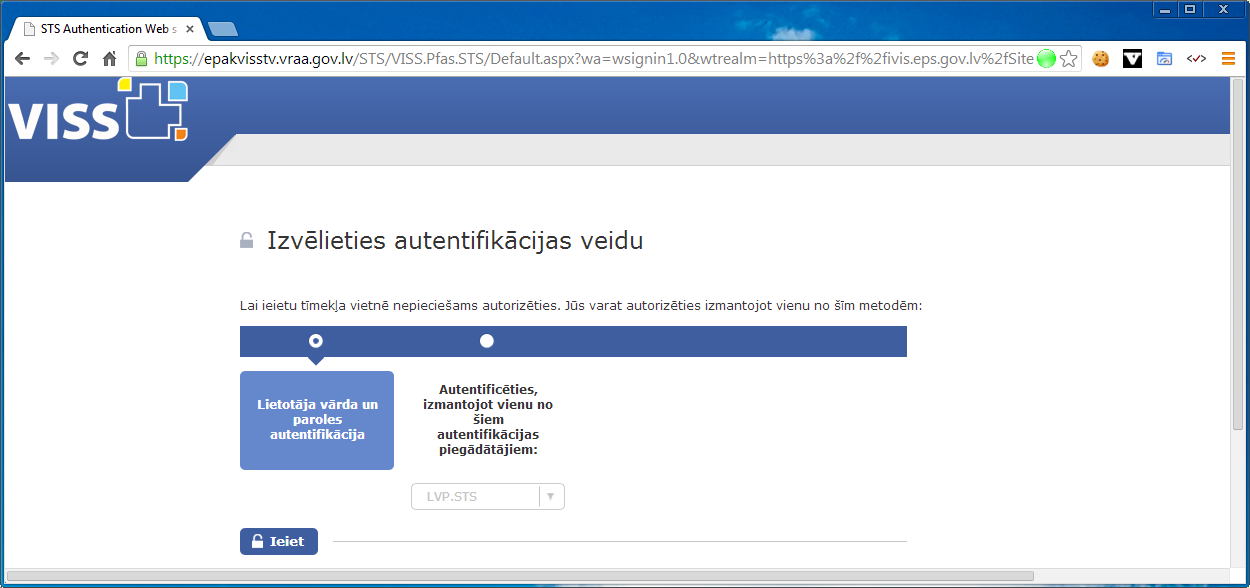 STS Authentication Web s
https://epakvisstv.vraa.gov.lv/STS/VISS.Pfas.STS/Default.aspx?wa=wsignin1.0&wtrealm=https%3a%2f%2fivis.eps.gov.lv%2fSite
VISS
Izvēlieties autentifikācijas veidu
Lai ieietu tīmekļa vietnē nepieciešams autorizēties. Jūs varat autorizēties izmantojot vienu no šīm metodēm:
Lietotāja vārda un
paroles
autentifikācija
Autentificēties,
izmantojot vienu no
šiem
autentifikācijas
piegādātājiem:
LVP.STS
Ieiet